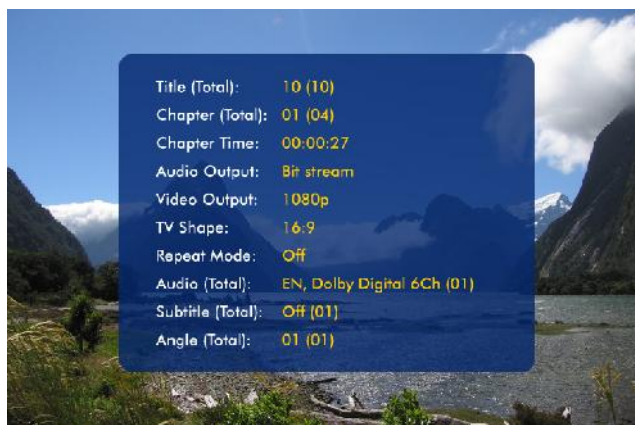 Title (Total): 10 (10)
Chapter (Total): 01 (04)
Chapter Time: 00:00:27
Audio Output: Bit stream
Video Output: 1080p
TV Shape: 16:9
Repeat Mode: Off
Audio (Total): EN, Dolby Digital 6Ch (01)
Subtitle (Total): Off (01)
Angle (Total): 01 (01)